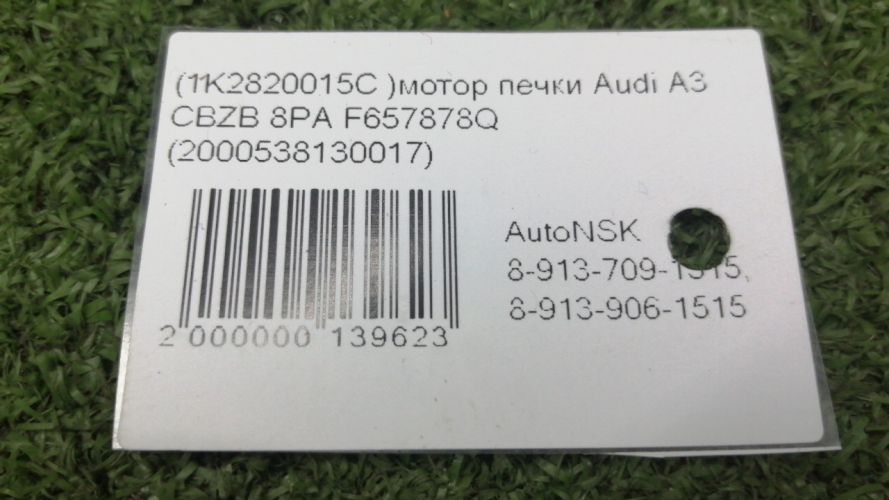 (1K2820015C )мотор печки Audi A3
CBZB 8PA F657878Q
(2000538130017)
AutoNSK
8-913-709-1515,
8-913-906-1515
2 000000 139623